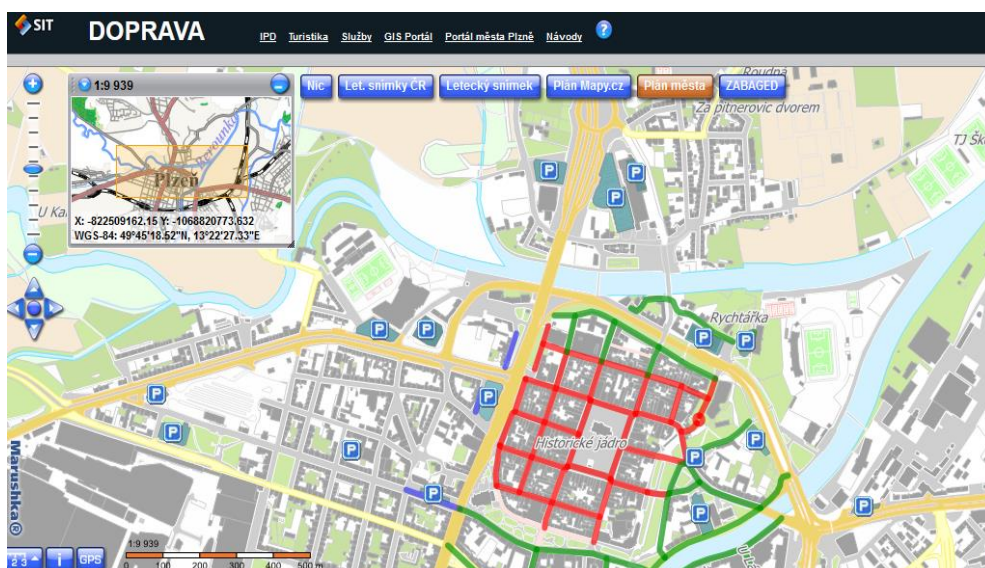 SIT
DOPRAVA
IPD Turistika Služby GIS Portál Portál města Plzně Návody ?
1:9 939
Nic Let. snímky ČR Letecký snímek Plán Mapy.cz Plán města ZABAGED
Roudná
Za pitnerovic dvorem
TJ Ško
Berounka
Plzeň
U Ka
X: -822509162.15 Y: -1068820773.632
WGS-84: 49°45'18.52"N, 13°22'27.33"E
P
P
P
Rychtářka
P P P P
P P
P
Historické jádro
P P
P P
P P
P
Marushka®
1:9 939
i GPS
0 100 200 300 400 500 m